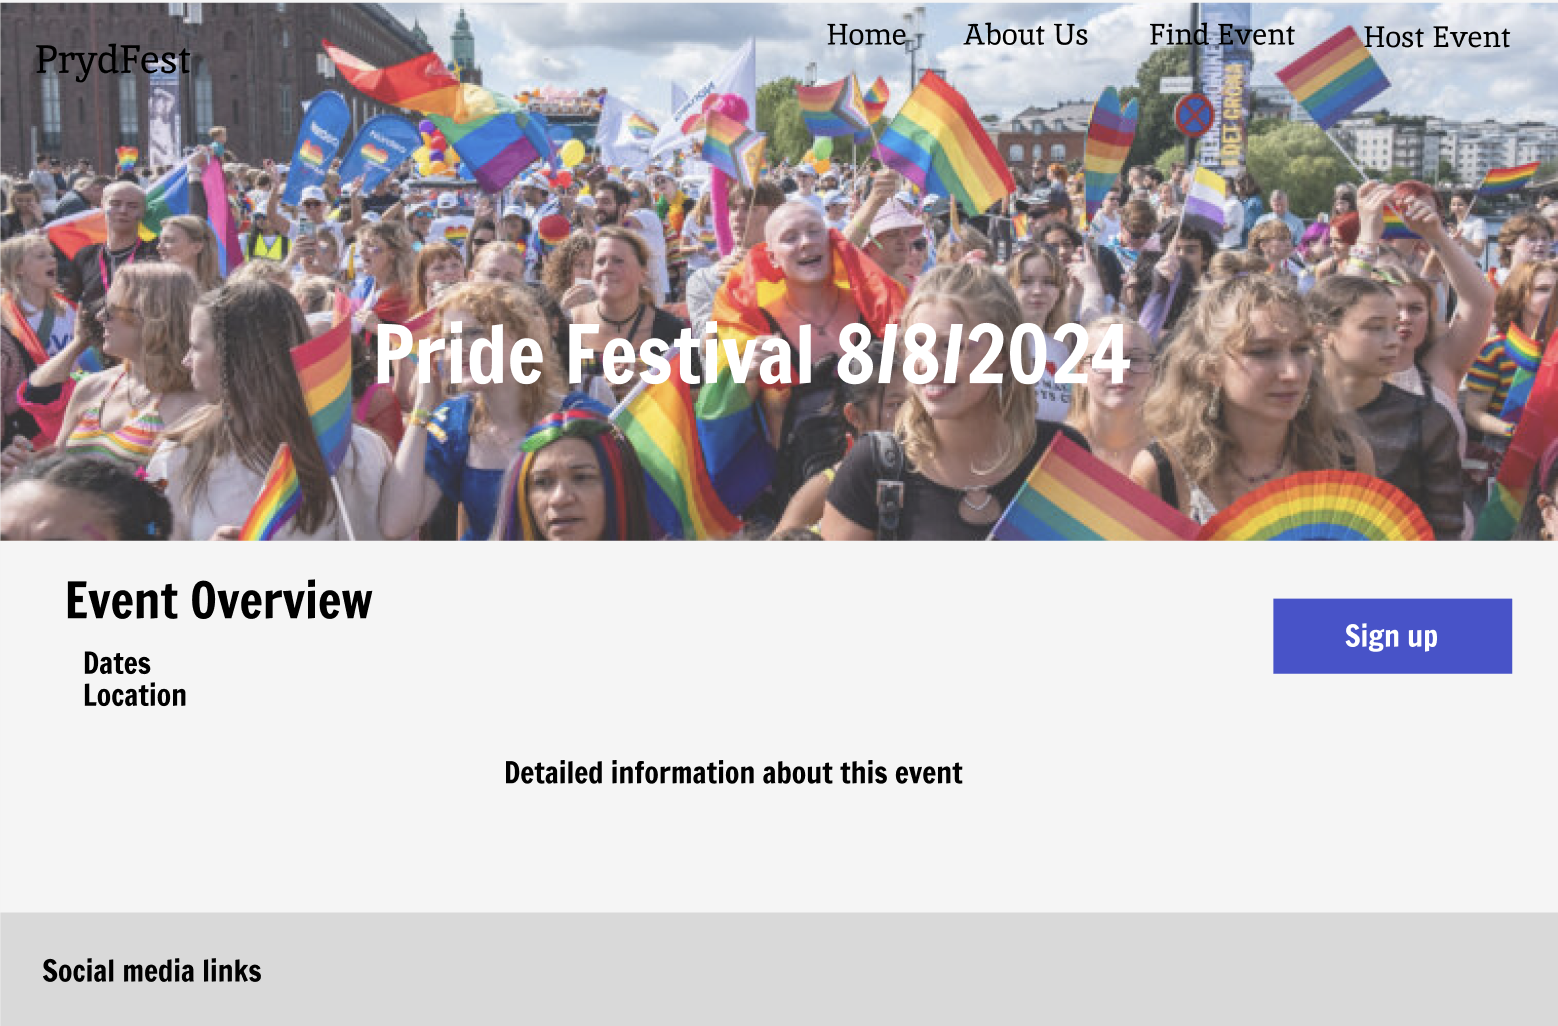 PrydFest
Home
About Us
Find Event
Host Event
Pride Festival 8/8/2024
Event Overview
Sign up
Dates
Location
Detailed information about this event
Social media links